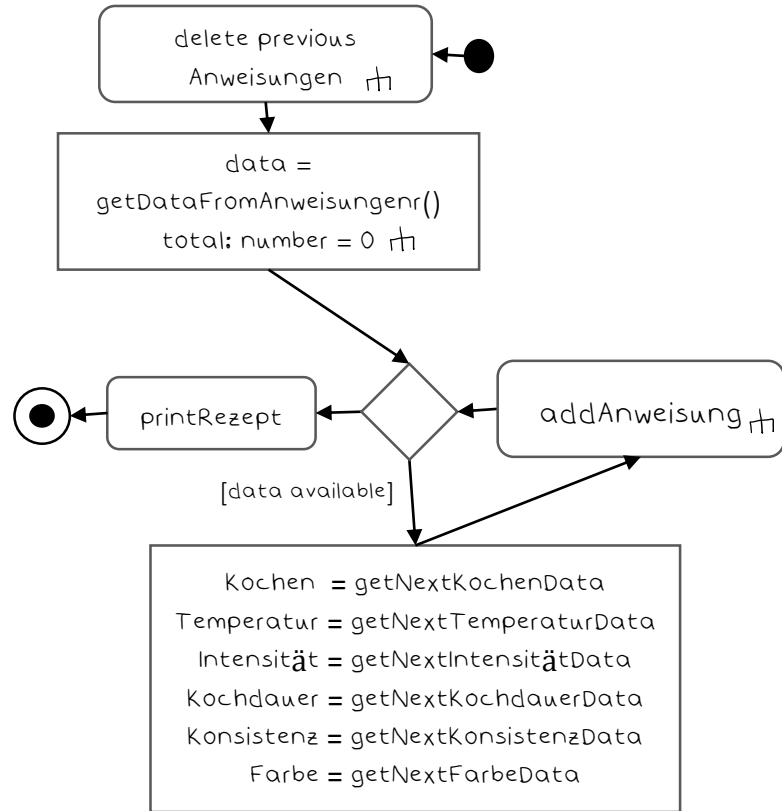 delete previous
Anweisungen
data =
getDataFromAnweisungenr()
total: number = 0
printRezept
addAnweisung
[data available]
Kochen = getNextKochenData
Temperatur = getNextTemperaturData
Intensität = getNextIntensitätData
Kochdauer = getNextKochdauerData
Konsistenz = getNextKonsistenzData
Farbe = getNextFarbeData